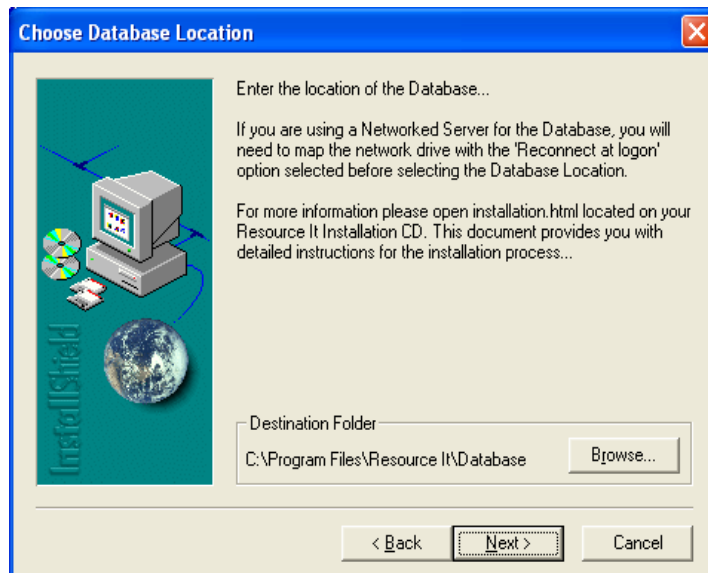 Choose Database Location
Enter the location of the Database...
If you are using a Networked Server for the Database, you will
need to map the network drive with the 'Reconnect at logon'
option selected before selecting the Database Location.
For more information please open installation.html located on your
Resource It Installation CD. This document provides you with
detailed instructions for the installation process...
InstallShield
Destination Folder
C:\Program Files\Resource It\Database
Browse...
< Back
Next >
Cancel